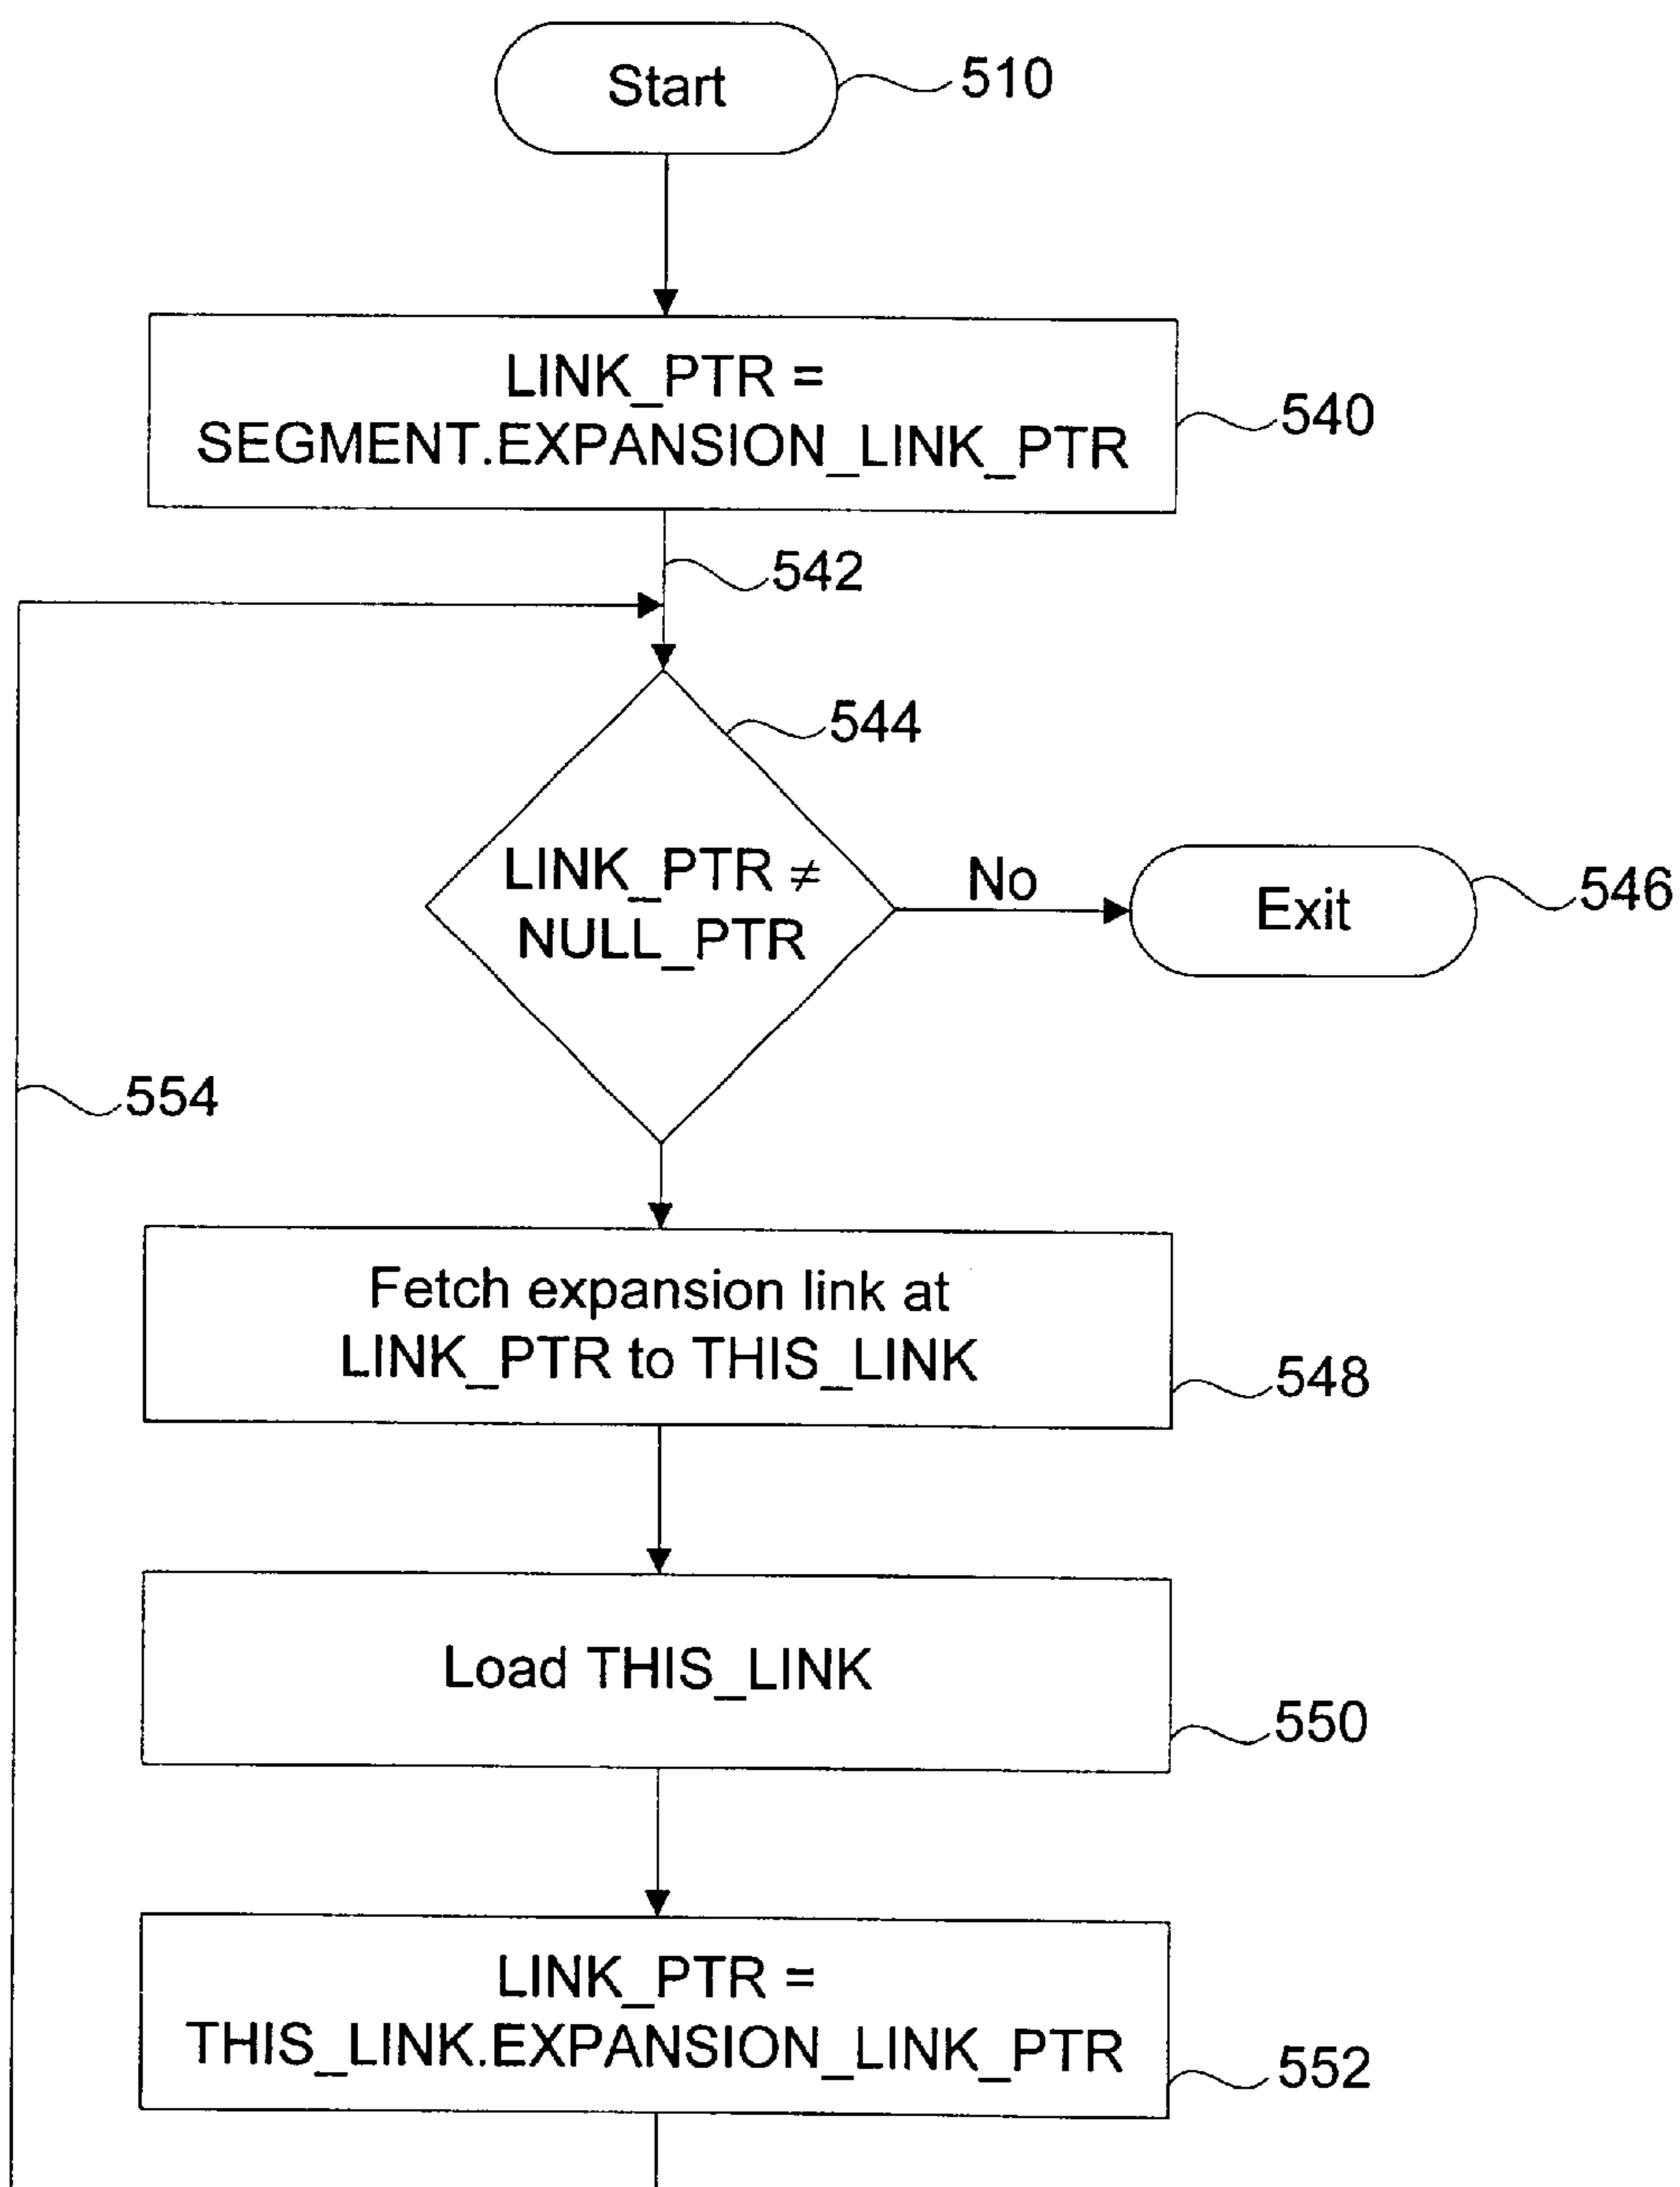 Start
510
LINK_PTR =
SEGMENT.EXPANSION_LINK_PTR
540
542
544
LINK_PTR ≠
NULL_PTR
No
Exit
546
554
Fetch expansion link at
LINK_PTR to THIS_LINK
548
Load THIS_LINK
550
LINK_PTR =
THIS_LINK.EXPANSION_LINK_PTR
552